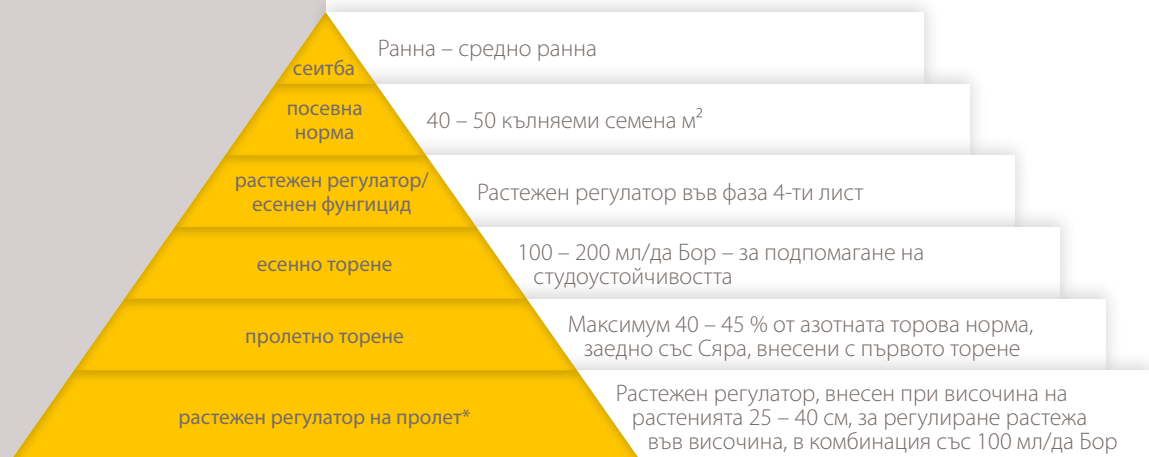 сеитба
Ранна – средно ранна
посевна
норма
40 – 50 кълняеми семена м²
растежен регулатор/
есенен фунгицид
Растежен регулатор във фаза 4-ти лист
есенно торене
100 – 200 мл/да Бор – за подпомагане на
студоустойчивостта
пролетно торене
Максимум 40 – 45 % от азотната торова норма,
заедно със Сяра, внесени с първото торене
растежен регулатор на пролет*
Растежен регулатор, внесен при височина на
растенията 25 – 40 см, за регулиране растежа
във височина, в комбинация със 100 мл/да Бор